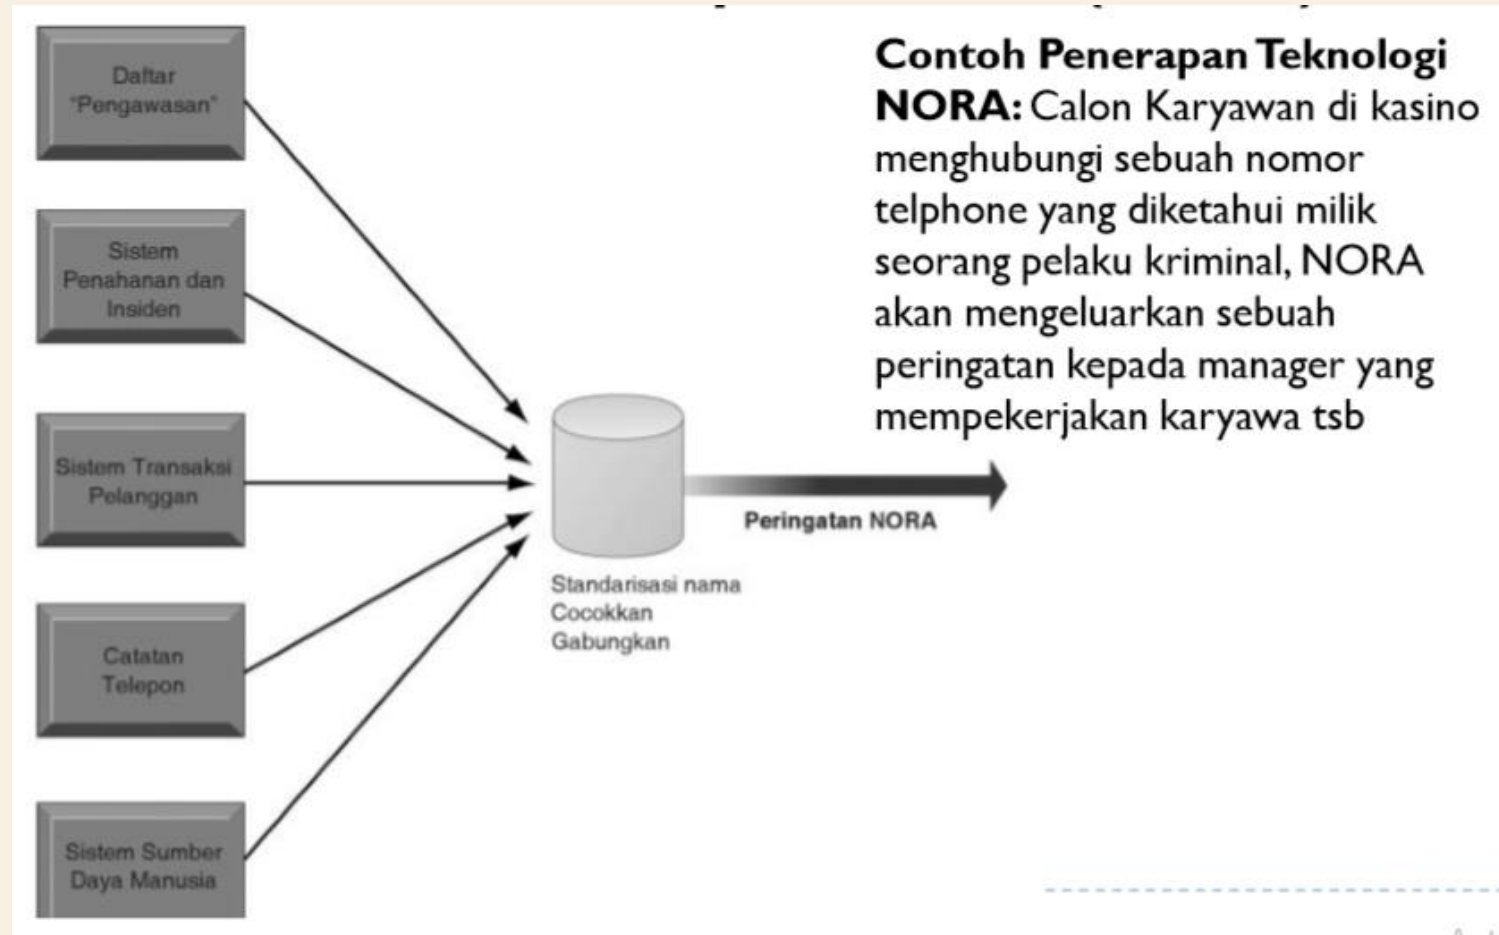 Daftar
"Pengawasan"
Sistem
Penahanan dan
Insiden
Sistem Transaksi
Pelanggan
Catatan
Telepon
Sistem Sumber
Daya Manusia
Standarisasi nama
Cocokkan
Gabungkan
Peringatan NORA
Contoh Penerapan Teknologi
NORA: Calon Karyawan di kasino
menghubungi sebuah nomor
telphone yang diketahui milik
seorang pelaku kriminal, NORA
akan mengeluarkan sebuah
peringatan kepada manager yang
mempekerjakan karyawa tsb